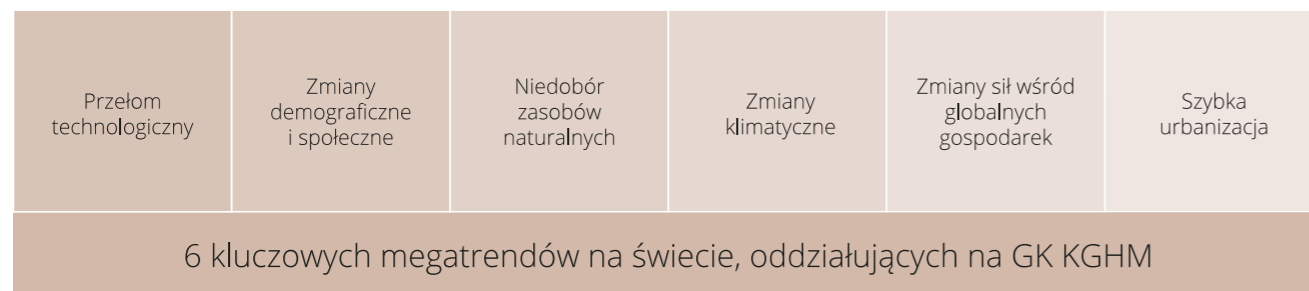 Przełom
technologiczny
Zmiany
demograficzne
i społeczne
Niedobór
zasobów
naturalnych
Zmiany
klimatyczne
Zmiany sił wśród
globalnych
gospodarek
Szybka
urbanizacja
6 kluczowych megatrendów na świecie, oddziałujących na GK KGHM